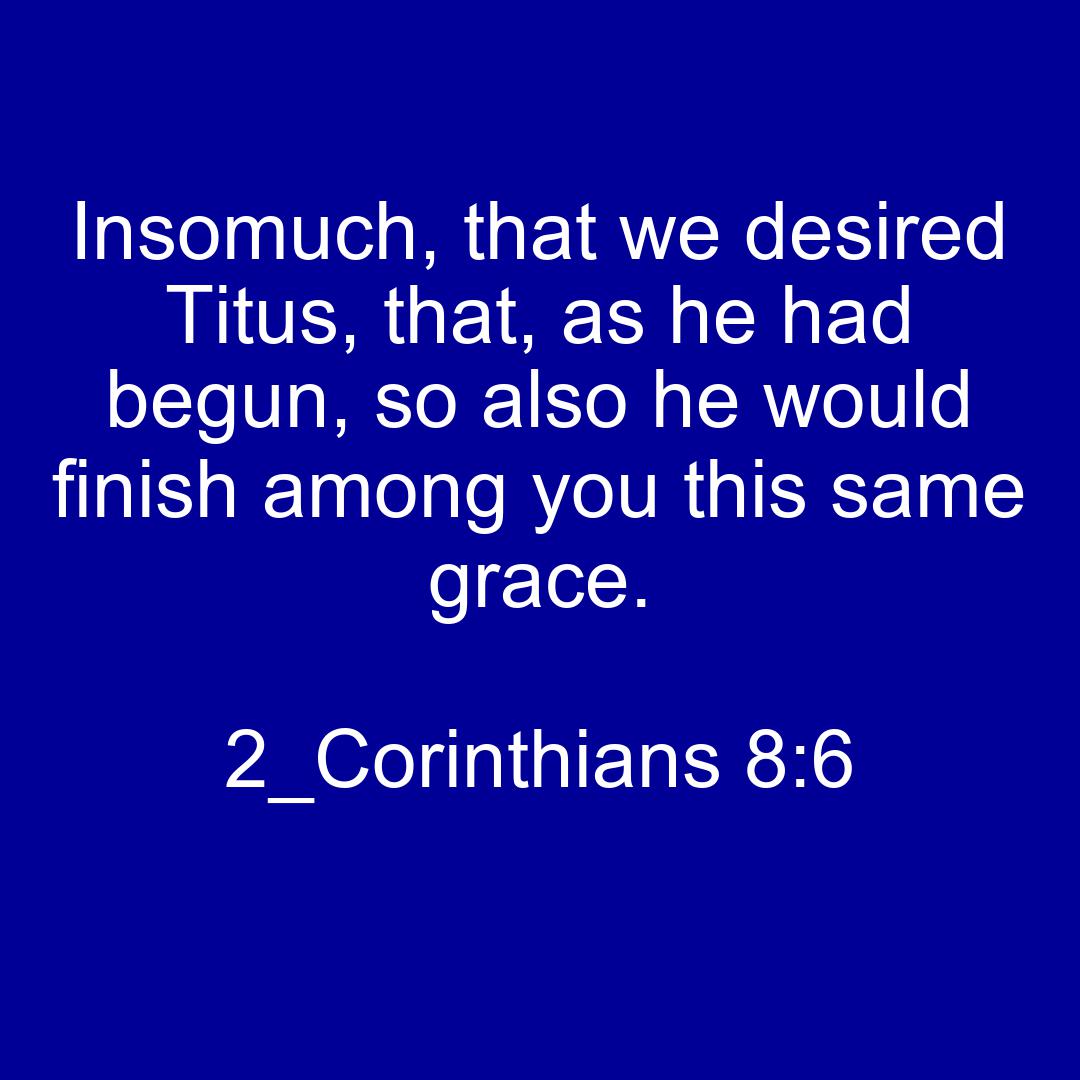 Insomuch, that we desired
Titus, that, as he had
begun, so also he would
finish among you this same
grace.
2_Corinthians 8:6